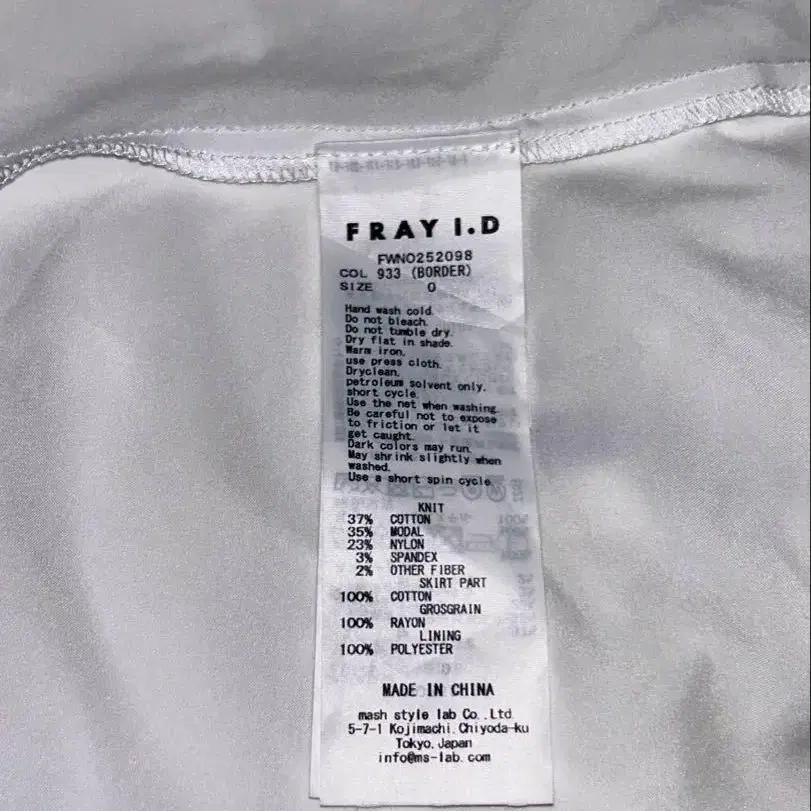 FRAY I.D
FWNO252098
COL 933 (BORDER)
SIZE 0
Hand wash cold.
Do not bleach.
Do not tumble dry.
Dry flat in shade.
Warm iron.
use press cloth.
Dryclean.
petroleum solvent only.
short cycle.
Use the net when washing.
Be careful not to expose
to friction or let it
get caught.
Dark colors may run.
May shrink slightly when
washed.
Use a short spin cycle.
KNIT
37% COTTON
35% MODAL
23% NYLON
3% SPANDEX
2% OTHER FIBER
SKIRT PART
100% COTTON
GROSGRAIN
100% RAYON
LINING
100% POLYESTER
MADE IN CHINA
mash style lab Co.,Ltd.
5-7-1 Kojimachi.Chiyoda-ku
Tokyo.Japan
info@ms-lab.com